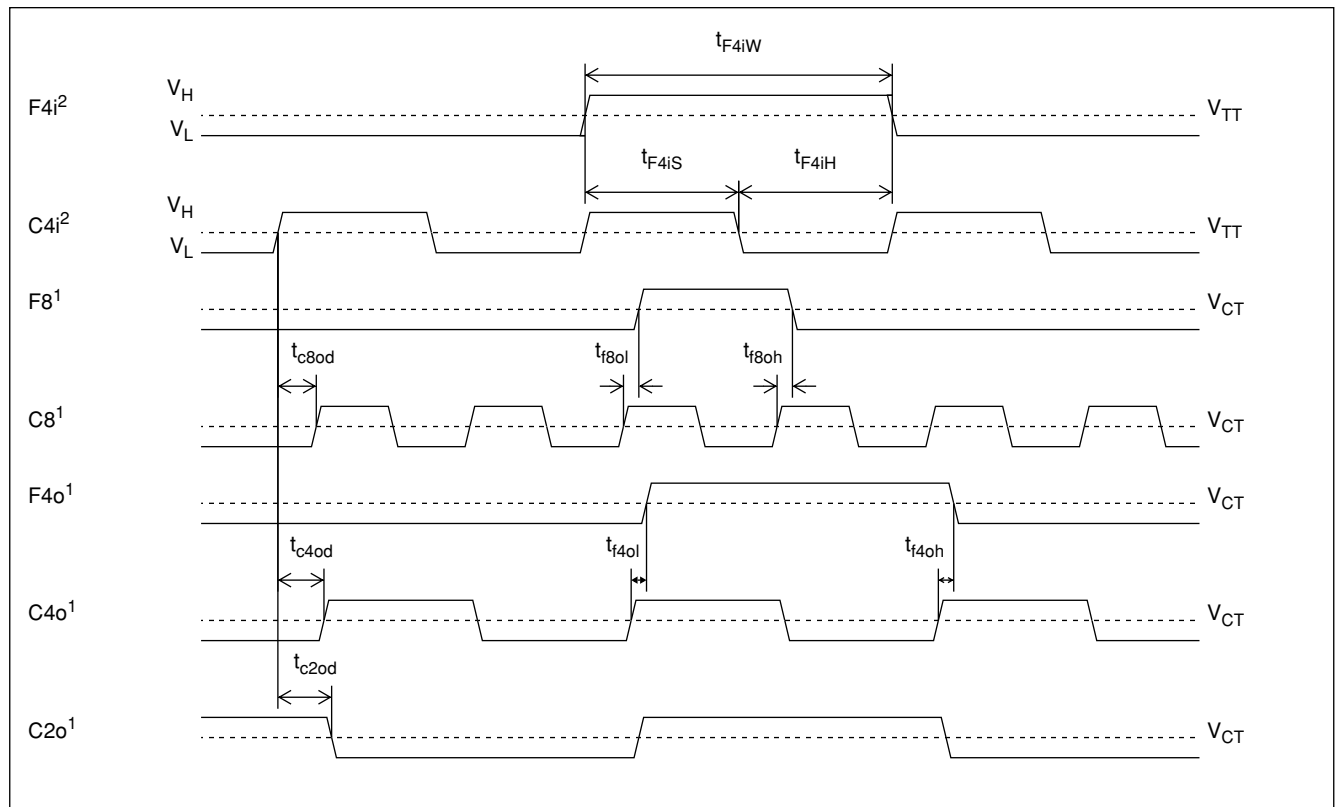 tF4iW
VH
F4i2
VTT
VL
tF4iS
tF4iH
VH
C4i2
VTT
VL
F81
VCT
tc8od
tf8ol
tf8oh
C81
VCT
F4o1
VCT
tc4od
tf4ol
tf4oh
C4o1
VCT
tc2od
C2o1
VCT